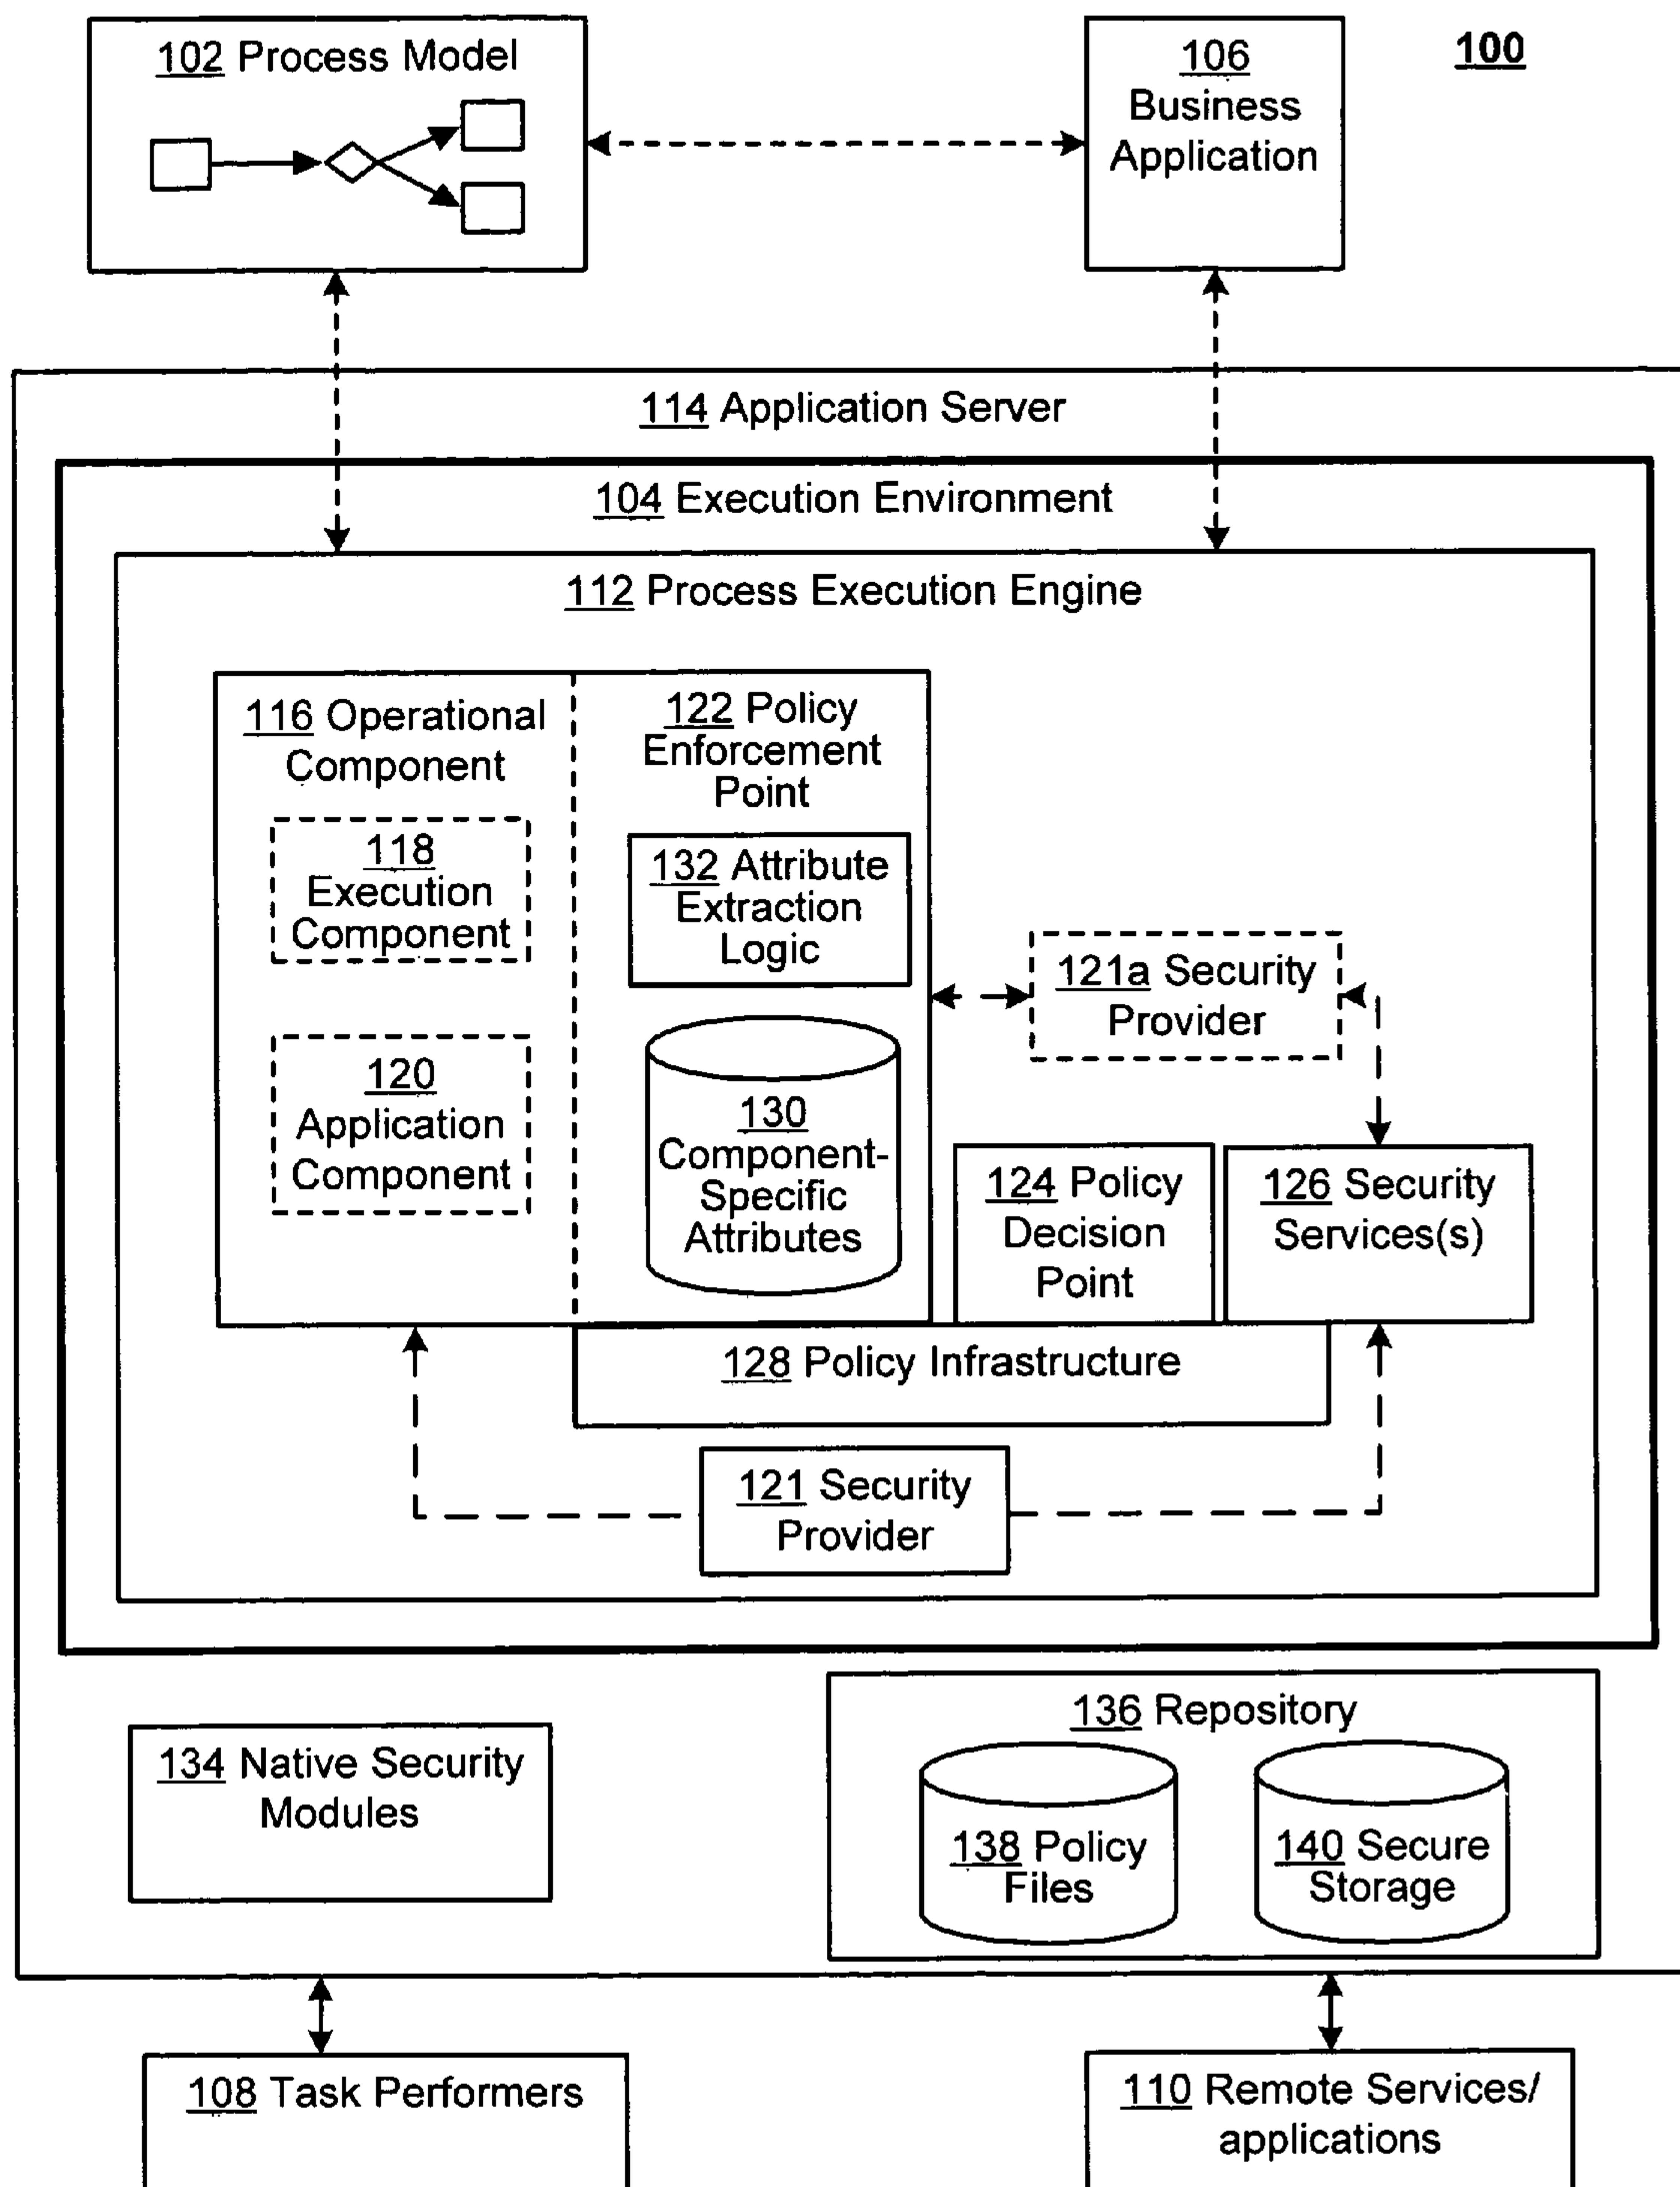 102 Process Model
106
Business
Application
100
114 Application Server
104 Execution Environment
112 Process Execution Engine
116 Operational
Component
122 Policy
Enforcement
Point
118
Execution
Component
132 Attribute
Extraction
Logic
121a Security
Provider
120
Application
Component
130
Component-
Specific
Attributes
124 Policy
Decision
Point
126 Security
Services(s)
128 Policy Infrastructure
121 Security
Provider
134 Native Security
Modules
136 Repository
138 Policy
Files
140 Secure
Storage
108 Task Performers
110 Remote Services/
applications